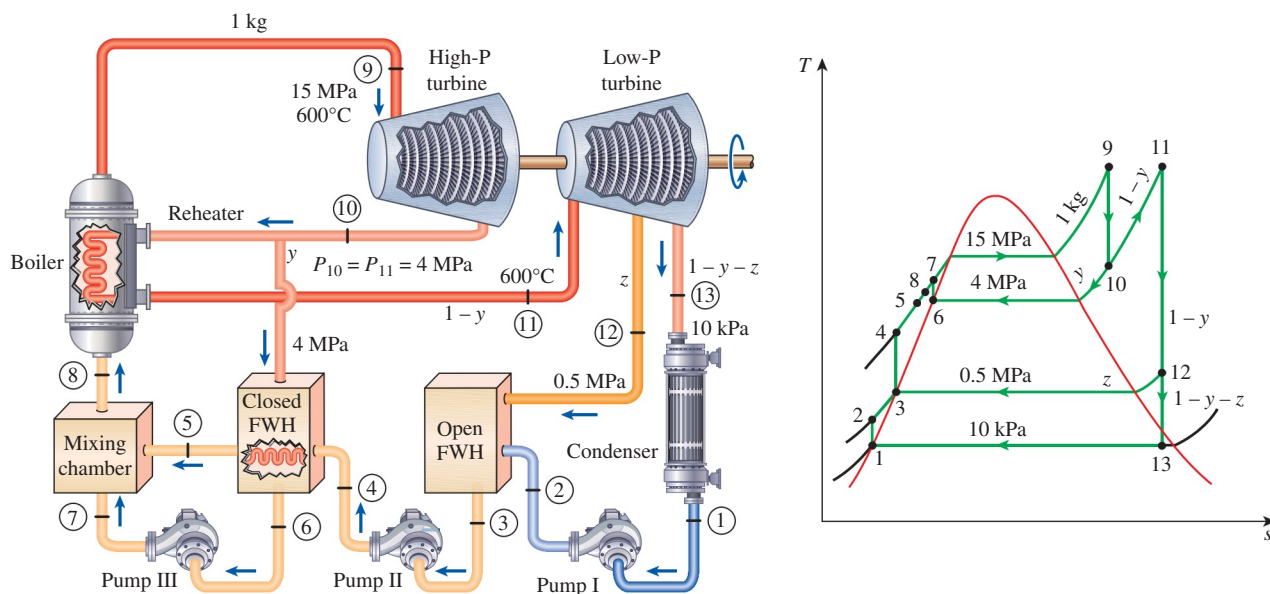 1 kg
High-P
turbine
Low-P
turbine
9
15 MPa
600°C
Reheater
10
Boiler
y
P10 = P11 = 4 MPa
600°C
1 – y
11
z
12
1 – y – z
13
10 kPa
8
4 MPa
0.5 MPa
Mixing
chamber
5
Closed
FWH
Open
FWH
Condenser
7
6
4
3
2
1
Pump III
Pump II
Pump I
T
9
11
1 kg
1 – y
15 MPa
y
10
7
8
5
6
4 MPa
4
1 – y
0.5 MPa
z
12
3
2
1 – y – z
10 kPa
1
13
s